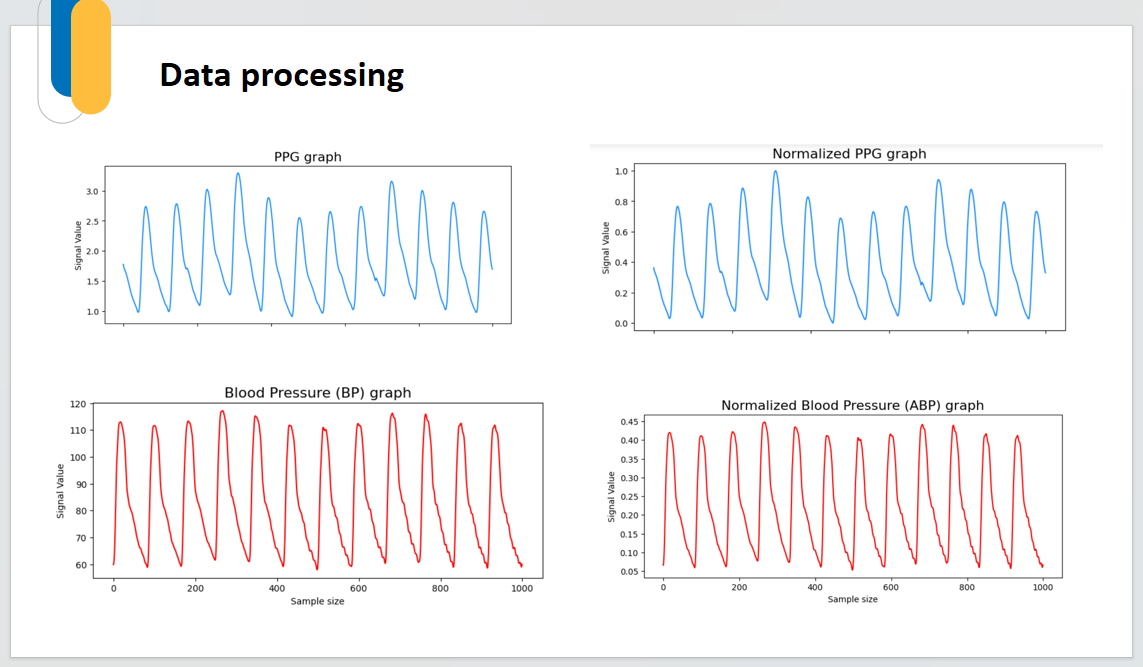 Data processing
PPG graph
Signal Value
3.0
2.5
2.0
1.5
1.0
Normalized PPG graph
Signal Value
1.0
0.8
0.6
0.4
0.2
0.0
Blood Pressure (BP) graph
Signal Value
120
110
100
90
80
70
60
0 200 400 600 800 1000
Sample size
Normalized Blood Pressure (ABP) graph
Signal Value
0.45
0.40
0.35
0.30
0.25
0.20
0.15
0.10
0.05
0 200 400 600 800 1000
Sample size